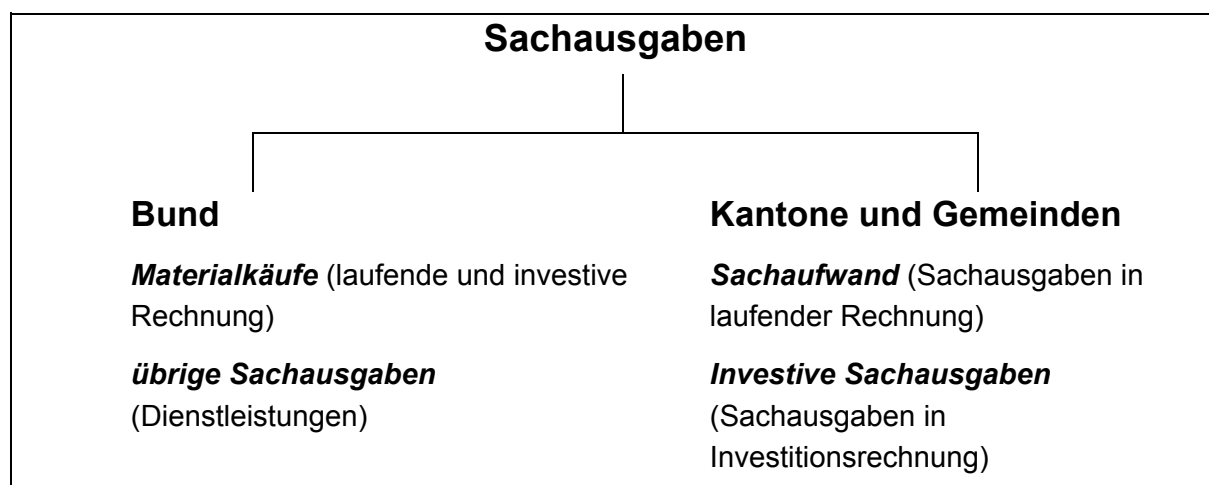 Sachausgaben
Bund
Materialkäufe (laufende und investive
Rechnung)
übrige Sachausgaben
(Dienstleistungen)
Kantone und Gemeinden
Sachaufwand (Sachausgaben in
laufender Rechnung)
Investive Sachausgaben
(Sachausgaben in
Investitionsrechnung)